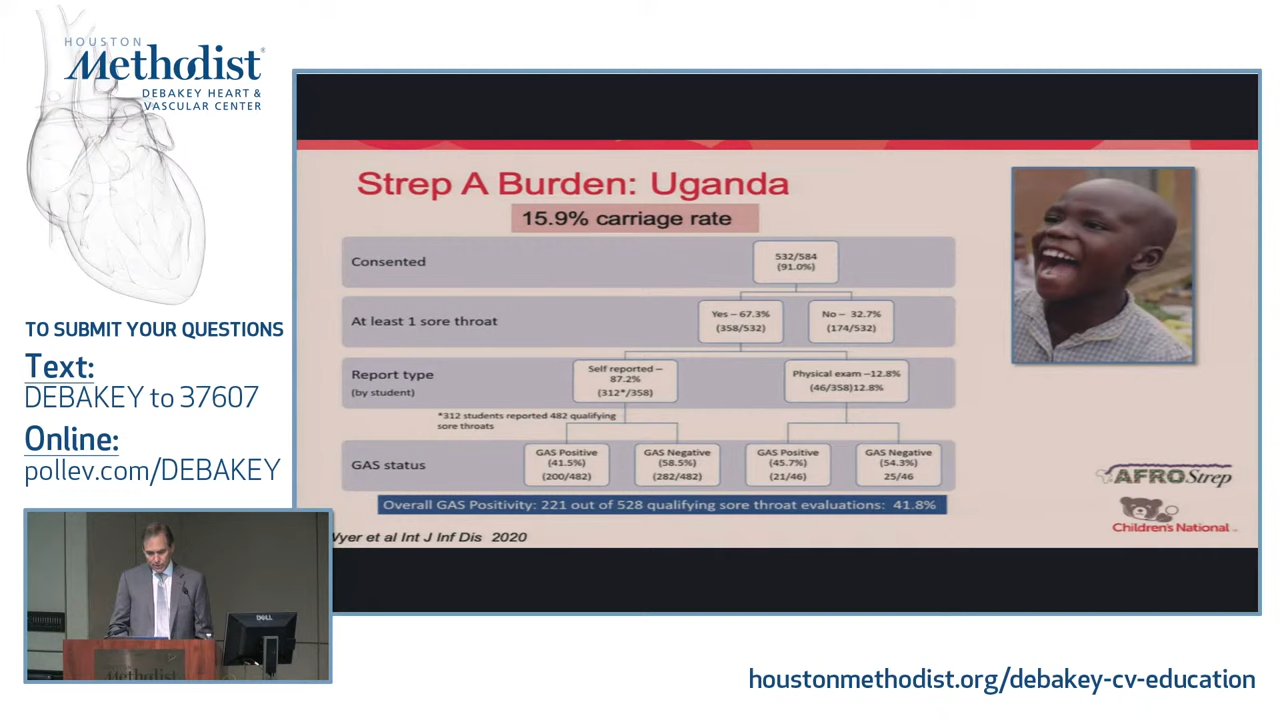 HOUSTON
Methodist®
DEBAKEY HEART &
VASCULAR CENTER
TO SUBMIT YOUR QUESTIONS
Text:
DEBAKEY to 37607
Online:
pollev.com/DEBAKEY
Strep A Burden: Uganda
15.9% carriage rate
Consented
532/584
(91.0%)
At least 1 sore throat
Yes – 67.3%
(358/532)
No – 32.7%
(174/532)
Report type
(by student)
Self reported –
87.2%
(312*/358)
Physical exam –12.8%
(46/358)12.8%
*312 students reported 482 qualifying
sore throats
GAS status
GAS Positive
(41.5%)
(200/482)
GAS Negative
(58.5%)
(282/482)
GAS Positive
(45.7%)
(21/46)
GAS Negative
(54.3%)
25/46
Overall GAS Positivity: 221 out of 528 qualifying sore throat evaluations: 41.8%
Wyer et al Int J Inf Dis 2020
AFROStrep
Children's National
DELL
Methodist
houstonmethodist.org/debakey-cv-education